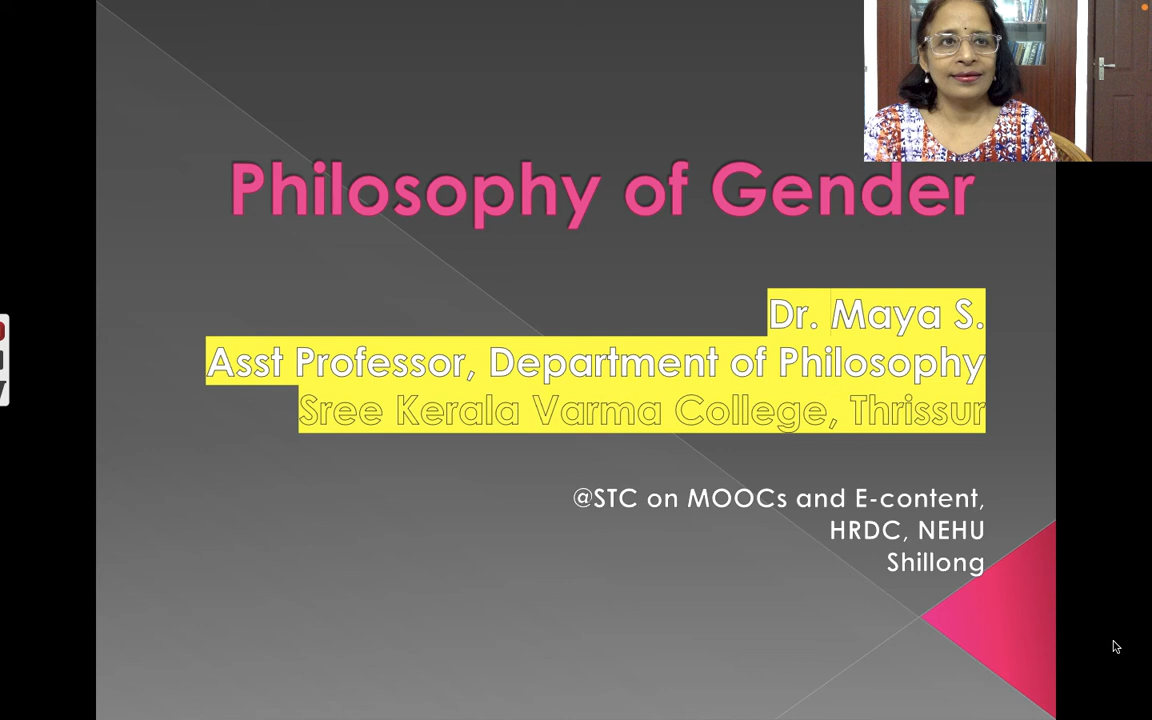 Philosophy of Gender
Dr. Maya S.
Asst Professor, Department of Philosophy
Sree Kerala Varma College, Thrissur
@STC on MOOCs and E-content,
HRDC, NEHU
Shillong